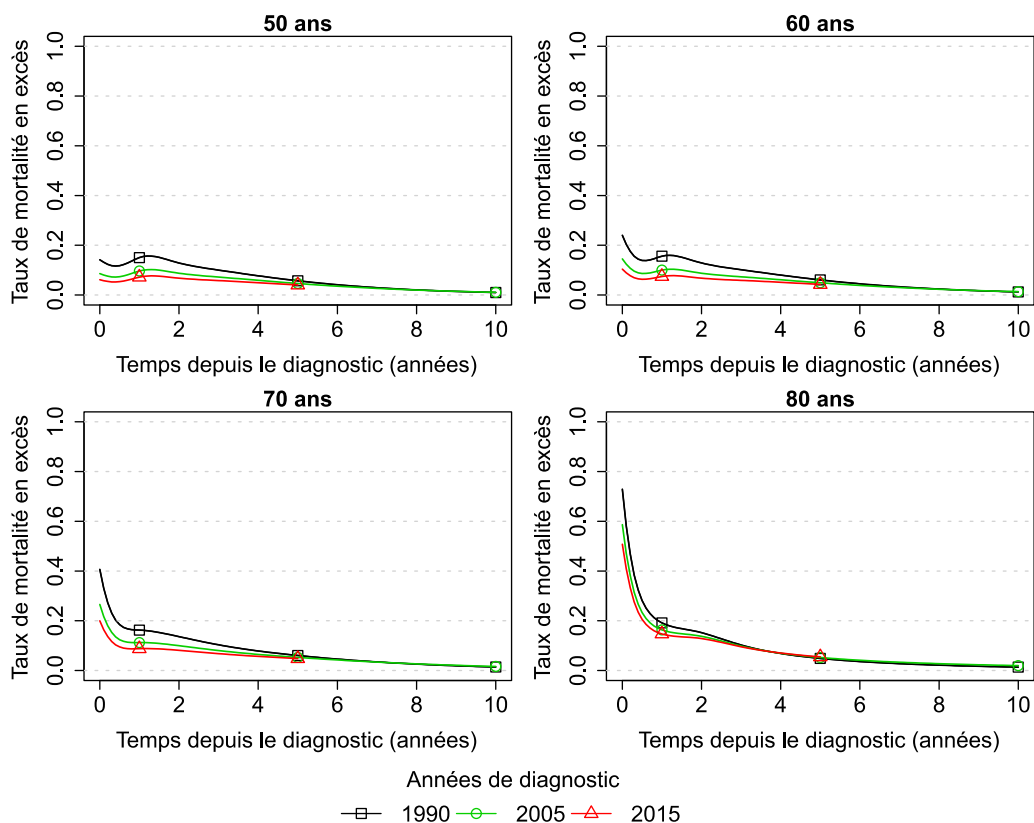 50 ans
60 ans
Taux de mortalité en excès
0.0 0.2 0.4 0.6 0.8 1.0
0 2 4 6 8 10
Temps depuis le diagnostic (années)
Taux de mortalité en excès
0.0 0.2 0.4 0.6 0.8 1.0
0 2 4 6 8 10
Temps depuis le diagnostic (années)
70 ans
80 ans
Taux de mortalité en excès
0.0 0.2 0.4 0.6 0.8 1.0
0 2 4 6 8 10
Temps depuis le diagnostic (années)
Taux de mortalité en excès
0.0 0.2 0.4 0.6 0.8 1.0
0 2 4 6 8 10
Temps depuis le diagnostic (années)
Années de diagnostic
1990 2005 2015